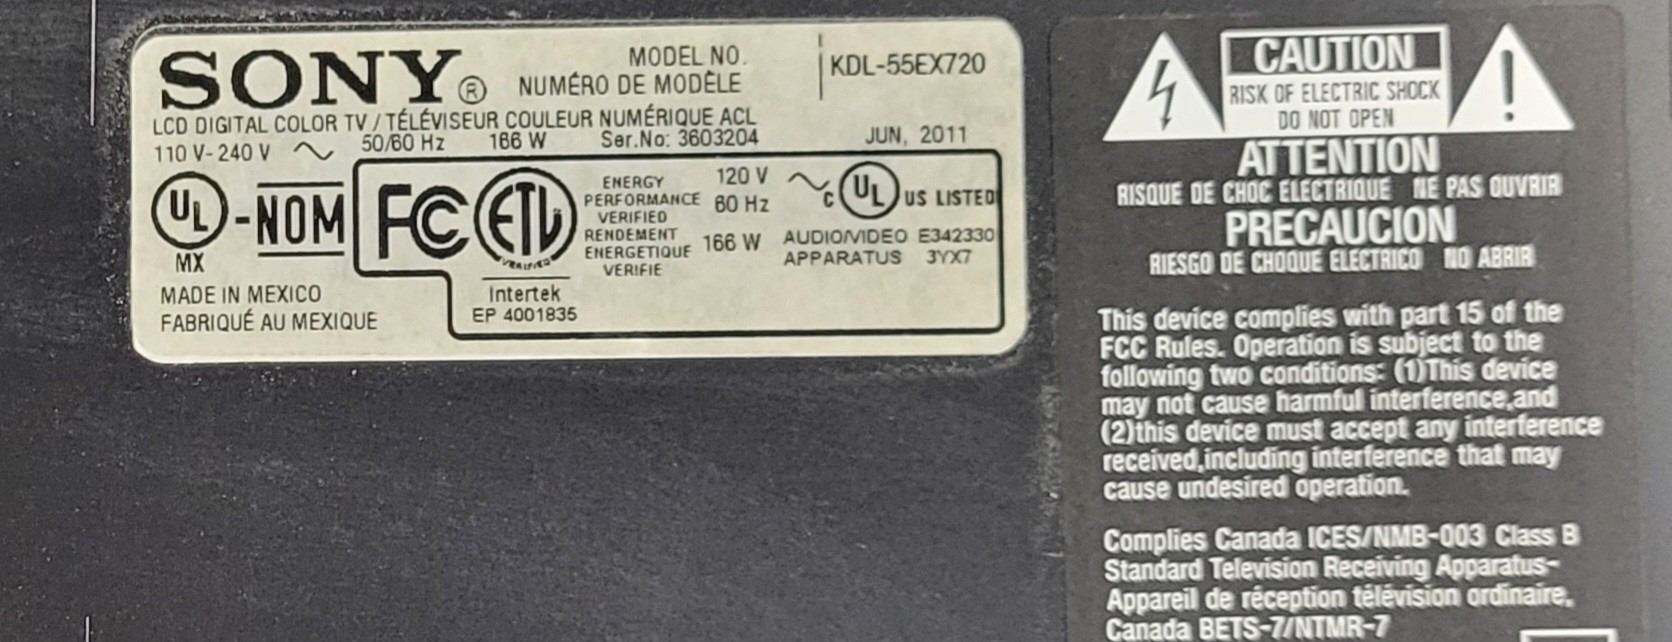 SONY® MODEL NO. KDL-55EX720
NUMÉRO DE MODÈLE
LCD DIGITAL COLOR TV / TÉLÉVISEUR COULEUR NUMÉRIQUE ACL
110 V- 240 V ~ 50/60 Hz 166 W Ser.No: 3603204 JUN, 2011
UL -NOM
MX
FC ETL
VERIFIED
Intertek
EP 4001835
ENERGY
PERFORMANCE
VERIFIED
RENDEMENT
ENERGETIQUE
VERIFIE
120 V ~
60 Hz
166 W
C UL US LISTED
AUDIO/VIDEO E342330
APPARATUS 3YX7
MADE IN MEXICO
FABRIQUÉ AU MEXIQUE
CAUTION
RISK OF ELECTRIC SHOCK
DO NOT OPEN
ATTENTION
RISQUE DE CHOC ELECTRIQUE NE PAS OUVRIR
PRECAUCION
RIESGO DE CHOQUE ELECTRICO NO ABRIR
This device complies with part 15 of the
FCC Rules. Operation is subject to the
following two conditions: (1)This device
may not cause harmful interference,and
(2)this device must accept any interference
received,including interference that may
cause undesired operation.
Complies Canada ICES/NMB-003 Class B
Standard Television Receiving Apparatus-
Appareil de réception télévision ordinaire,
Canada BETS-7/NTMR-7